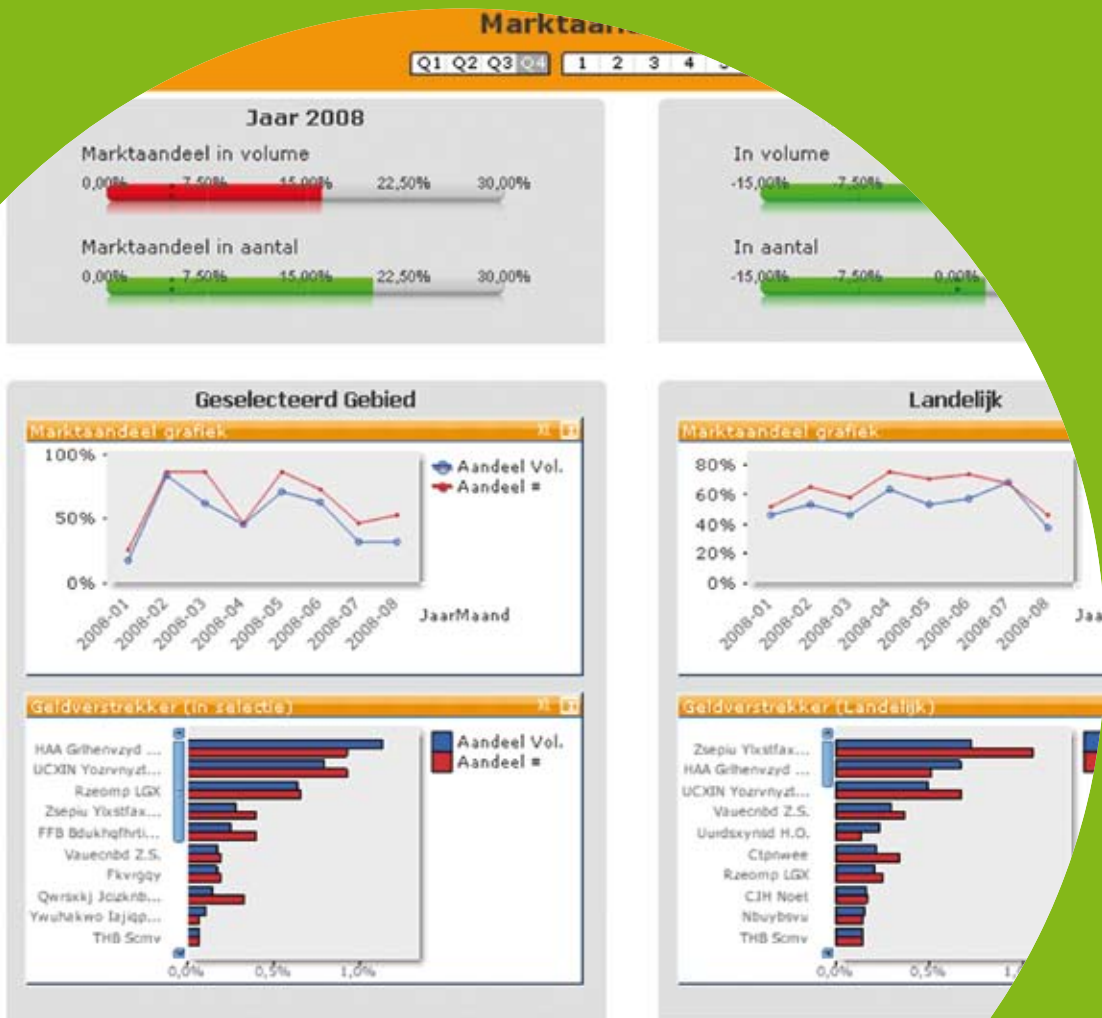 Marktaan
Q1 Q2 Q3 Q4 1 2 3 4
Jaar 2008
Marktaandeel in volume
0,00% 7,50% 15,00% 22,50% 30,00%
Marktaandeel in aantal
0,00% 7,50% 15,00% 22,50% 30,00%
In volume
-15,00% -7,50%
In aantal
-15,00% -7,50% 0,00%
Geselecteerd Gebied
Marktaandeel grafiek XL
100%
50%
0%
2008-01 2008-02 2008-03 2008-04 2008-05 2008-06 2008-07 2008-08
JaarMaand
Aandeel Vol.
Aandeel #
Geldverstrekker (In selectie) XL
HAA Grlhenvzyd ...
UCXIN Yozrvnyzt...
Rzeomp LGX
Zsepiu Ylxstfax...
FFB Bdukhqfhrti...
Vauecnbd Z.S.
Fkvrgqy
Qwrsxkj Jcizknb...
Ywuhakwo Iajiqp...
THB Scmv
0,0% 0,5% 1,0%
Aandeel Vol.
Aandeel #
Landelijk
Marktaandeel grafiek
80%
60%
40%
20%
0%
2008-01 2008-02 2008-03 2008-04 2008-05 2008-06 2008-07 2008-08
Jaa
Geldverstrekker (Landelijk)
Zsepiu Ylxstfax...
HAA Grlhenvzyd ...
UCXIN Yozrvnyzt...
Vauecnbd Z.S.
Uurdsxynsd H.O.
Ctpnwee
Rzeomp LGX
CJH Noet
Nbuybsvu
THB Scmv
0,0% 0,5%